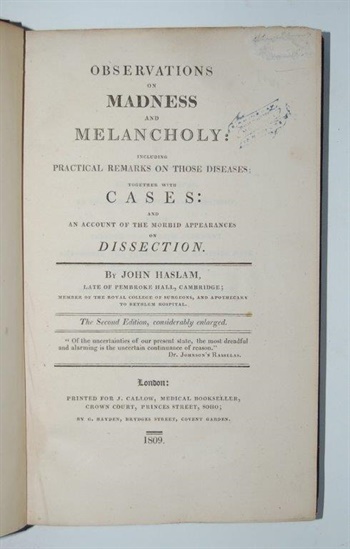 OBSERVATIONS
ON
MADNESS
AND
MELANCHOLY:
INCLUDING
PRACTICAL REMARKS ON THOSE DISEASES;
TOGETHER WITH
CASES:
AND
AN ACCOUNT OF THE MORBID APPEARANCES
ON
DISSECTION.
BY JOHN HASLAM,
LATE OF PEMBROKE HALL, CAMBRIDGE;
MEMBER OF THE ROYAL COLLEGE OF SURGEONS, AND APOTHECARY
TO BETHLEM HOSPITAL.
The Second Edition, considerably enlarged.
"Of the uncertainties of our present state, the most dreadful
and alarming is the uncertain continuance of reason."
DR. JOHNSON'S RASSELAS.
London:
PRINTED FOR J. CALLOW, MEDICAL BOOKSELLER,
CROWN COURT, PRINCES STREET, SOHO;
BY G. HAYDEN, BRYDGES STREET, COVENT GARDEN.
1809.